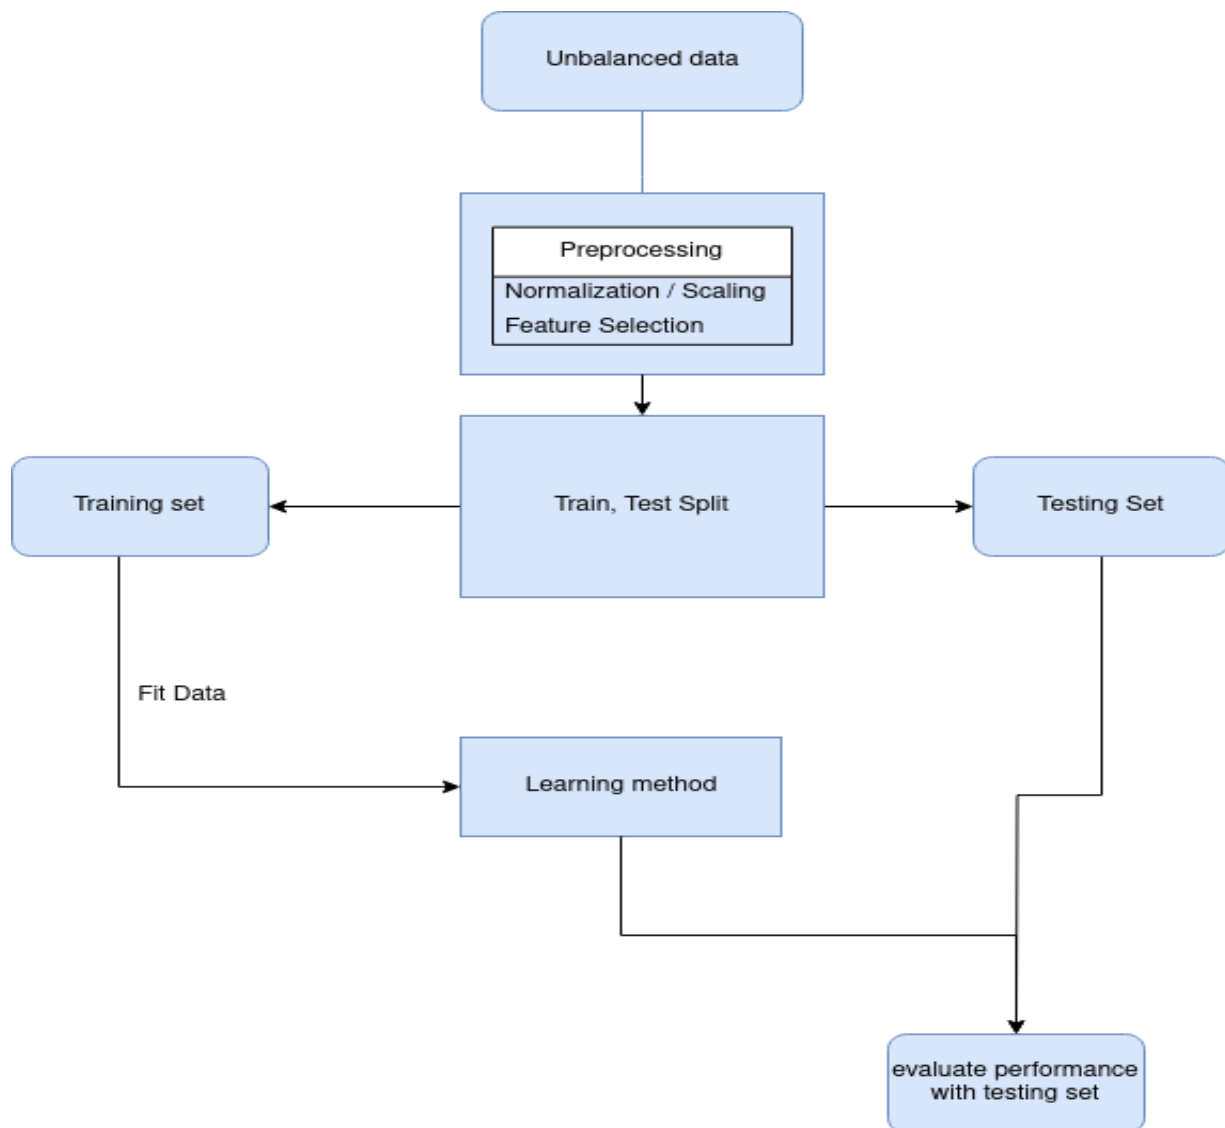 Unbalanced data
Preprocessing
Normalization / Scaling
Feature Selection
Training set
Train, Test Split
Testing Set
Fit Data
Learning method
evaluate performance
with testing set